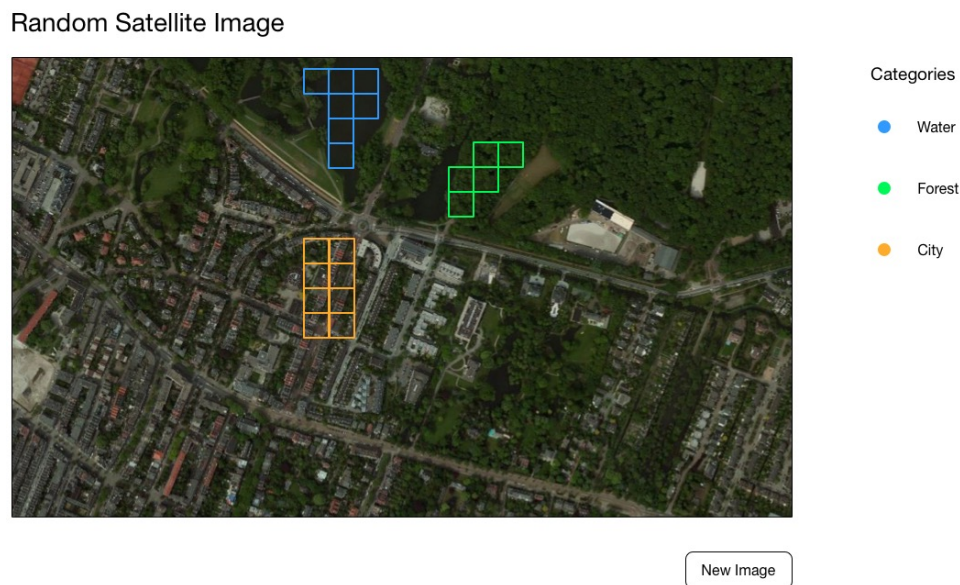 Random Satellite Image
Categories
Water
Forest
City
New Image